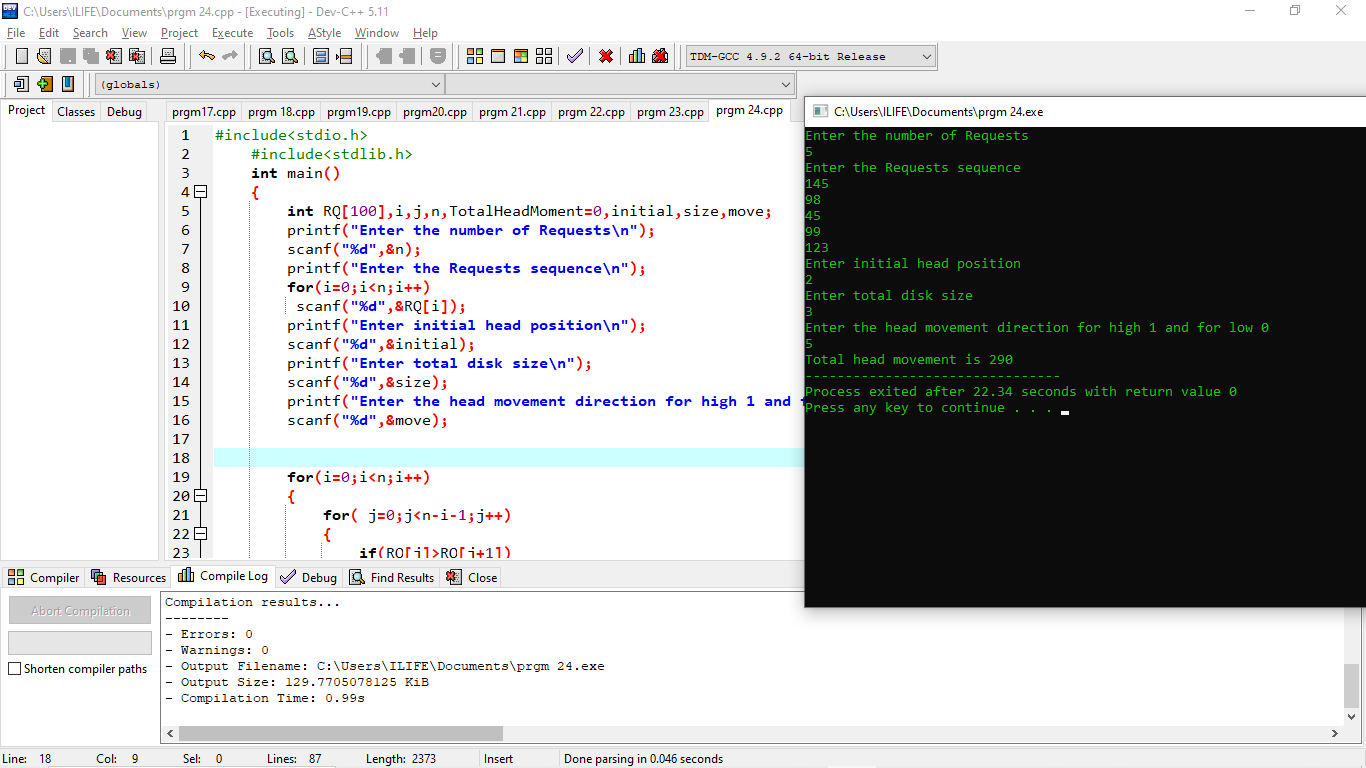 C:\Users\ILIFE\Documents\prgm 24.cpp - [Executing] - Dev-C++ 5.11
File Edit Search View Project Execute Tools AStyle Window Help
TDM-GCC 4.9.2 64-bit Release
(globals)
Project Classes Debug
prgm17.cpp prgm 18.cpp prgm19.cpp prgm20.cpp prgm 21.cpp prgm 22.cpp prgm 23.cpp prgm 24.cpp
1 #include<stdio.h>
2 #include<stdlib.h>
3 int main()
4 {
5 int RQ[100],i,j,n,TotalHeadMoment=0,initial,size,move;
6 printf("Enter the number of Requests\n");
7 scanf("%d",&n);
8 printf("Enter the Requests sequence\n");
9 for(i=0;i<n;i++)
10 scanf("%d",&RQ[i]);
11 printf("Enter initial head position\n");
12 scanf("%d",&initial);
13 printf("Enter total disk size\n");
14 scanf("%d",&size);
15 printf("Enter the head movement direction for high 1 and
16 scanf("%d",&move);
17
18
19 for(i=0;i<n;i++)
20 {
21 for( j=0;j<n-i-1;j++)
22 {
23 if(RQ[j]>RQ[j+1])
C:\Users\ILIFE\Documents\prgm 24.exe
Enter the number of Requests
5
Enter the Requests sequence
145
98
45
99
123
Enter initial head position
2
Enter total disk size
3
Enter the head movement direction for high 1 and for low 0
5
Total head movement is 290
--------------------------------
Process exited after 22.34 seconds with return value 0
Press any key to continue . . .
Compiler Resources Compile Log Debug Find Results Close
Abort Compilation
Shorten compiler paths
Compilation results...
--------
- Errors: 0
- Warnings: 0
- Output Filename: C:\Users\ILIFE\Documents\prgm 24.exe
- Output Size: 129.7705078125 KiB
- Compilation Time: 0.99s
Line: 18 Col: 9 Sel: 0 Lines: 87 Length: 2373 Insert Done parsing in 0.046 seconds